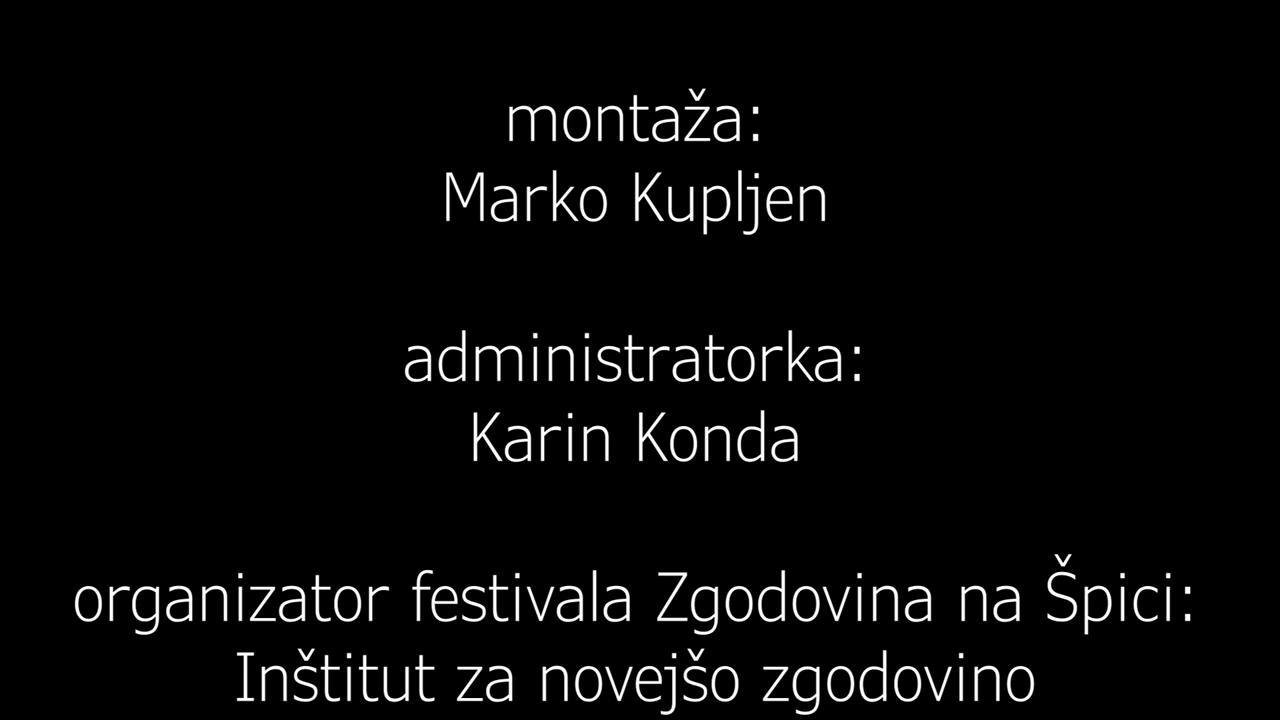 montaža:
Marko Kupljen
administratorka:
Karin Konda
organizator festivala Zgodovina na Špici:
Inštitut za novejšo zgodovino